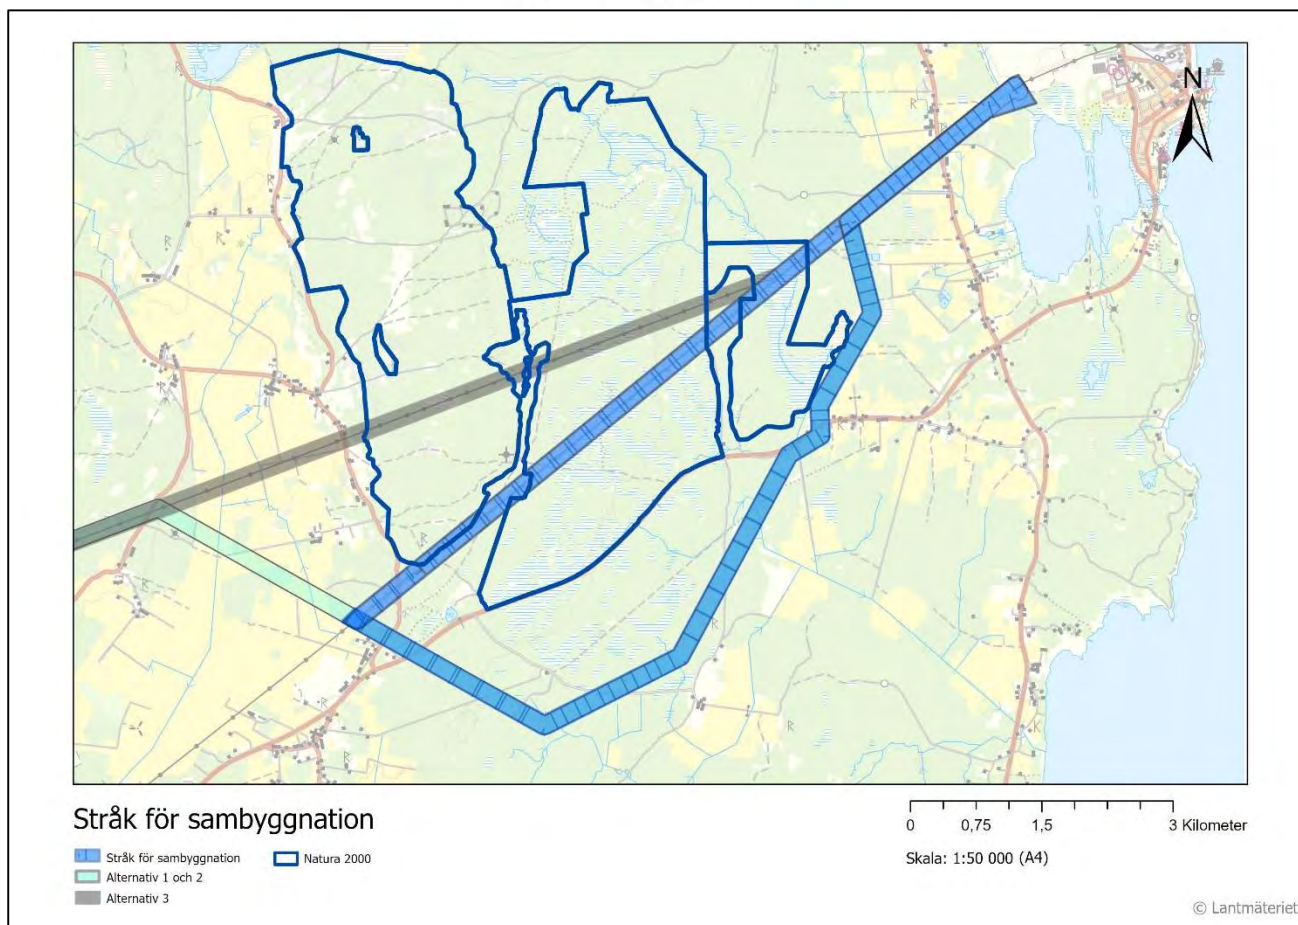 N
Stråk för sambyggnation
Stråk för sambyggnation
Natura 2000
Alternativ 1 och 2
Alternativ 3
0 0,75 1,5 3 Kilometer
Skala: 1:50 000 (A4)
© Lantmäteriet